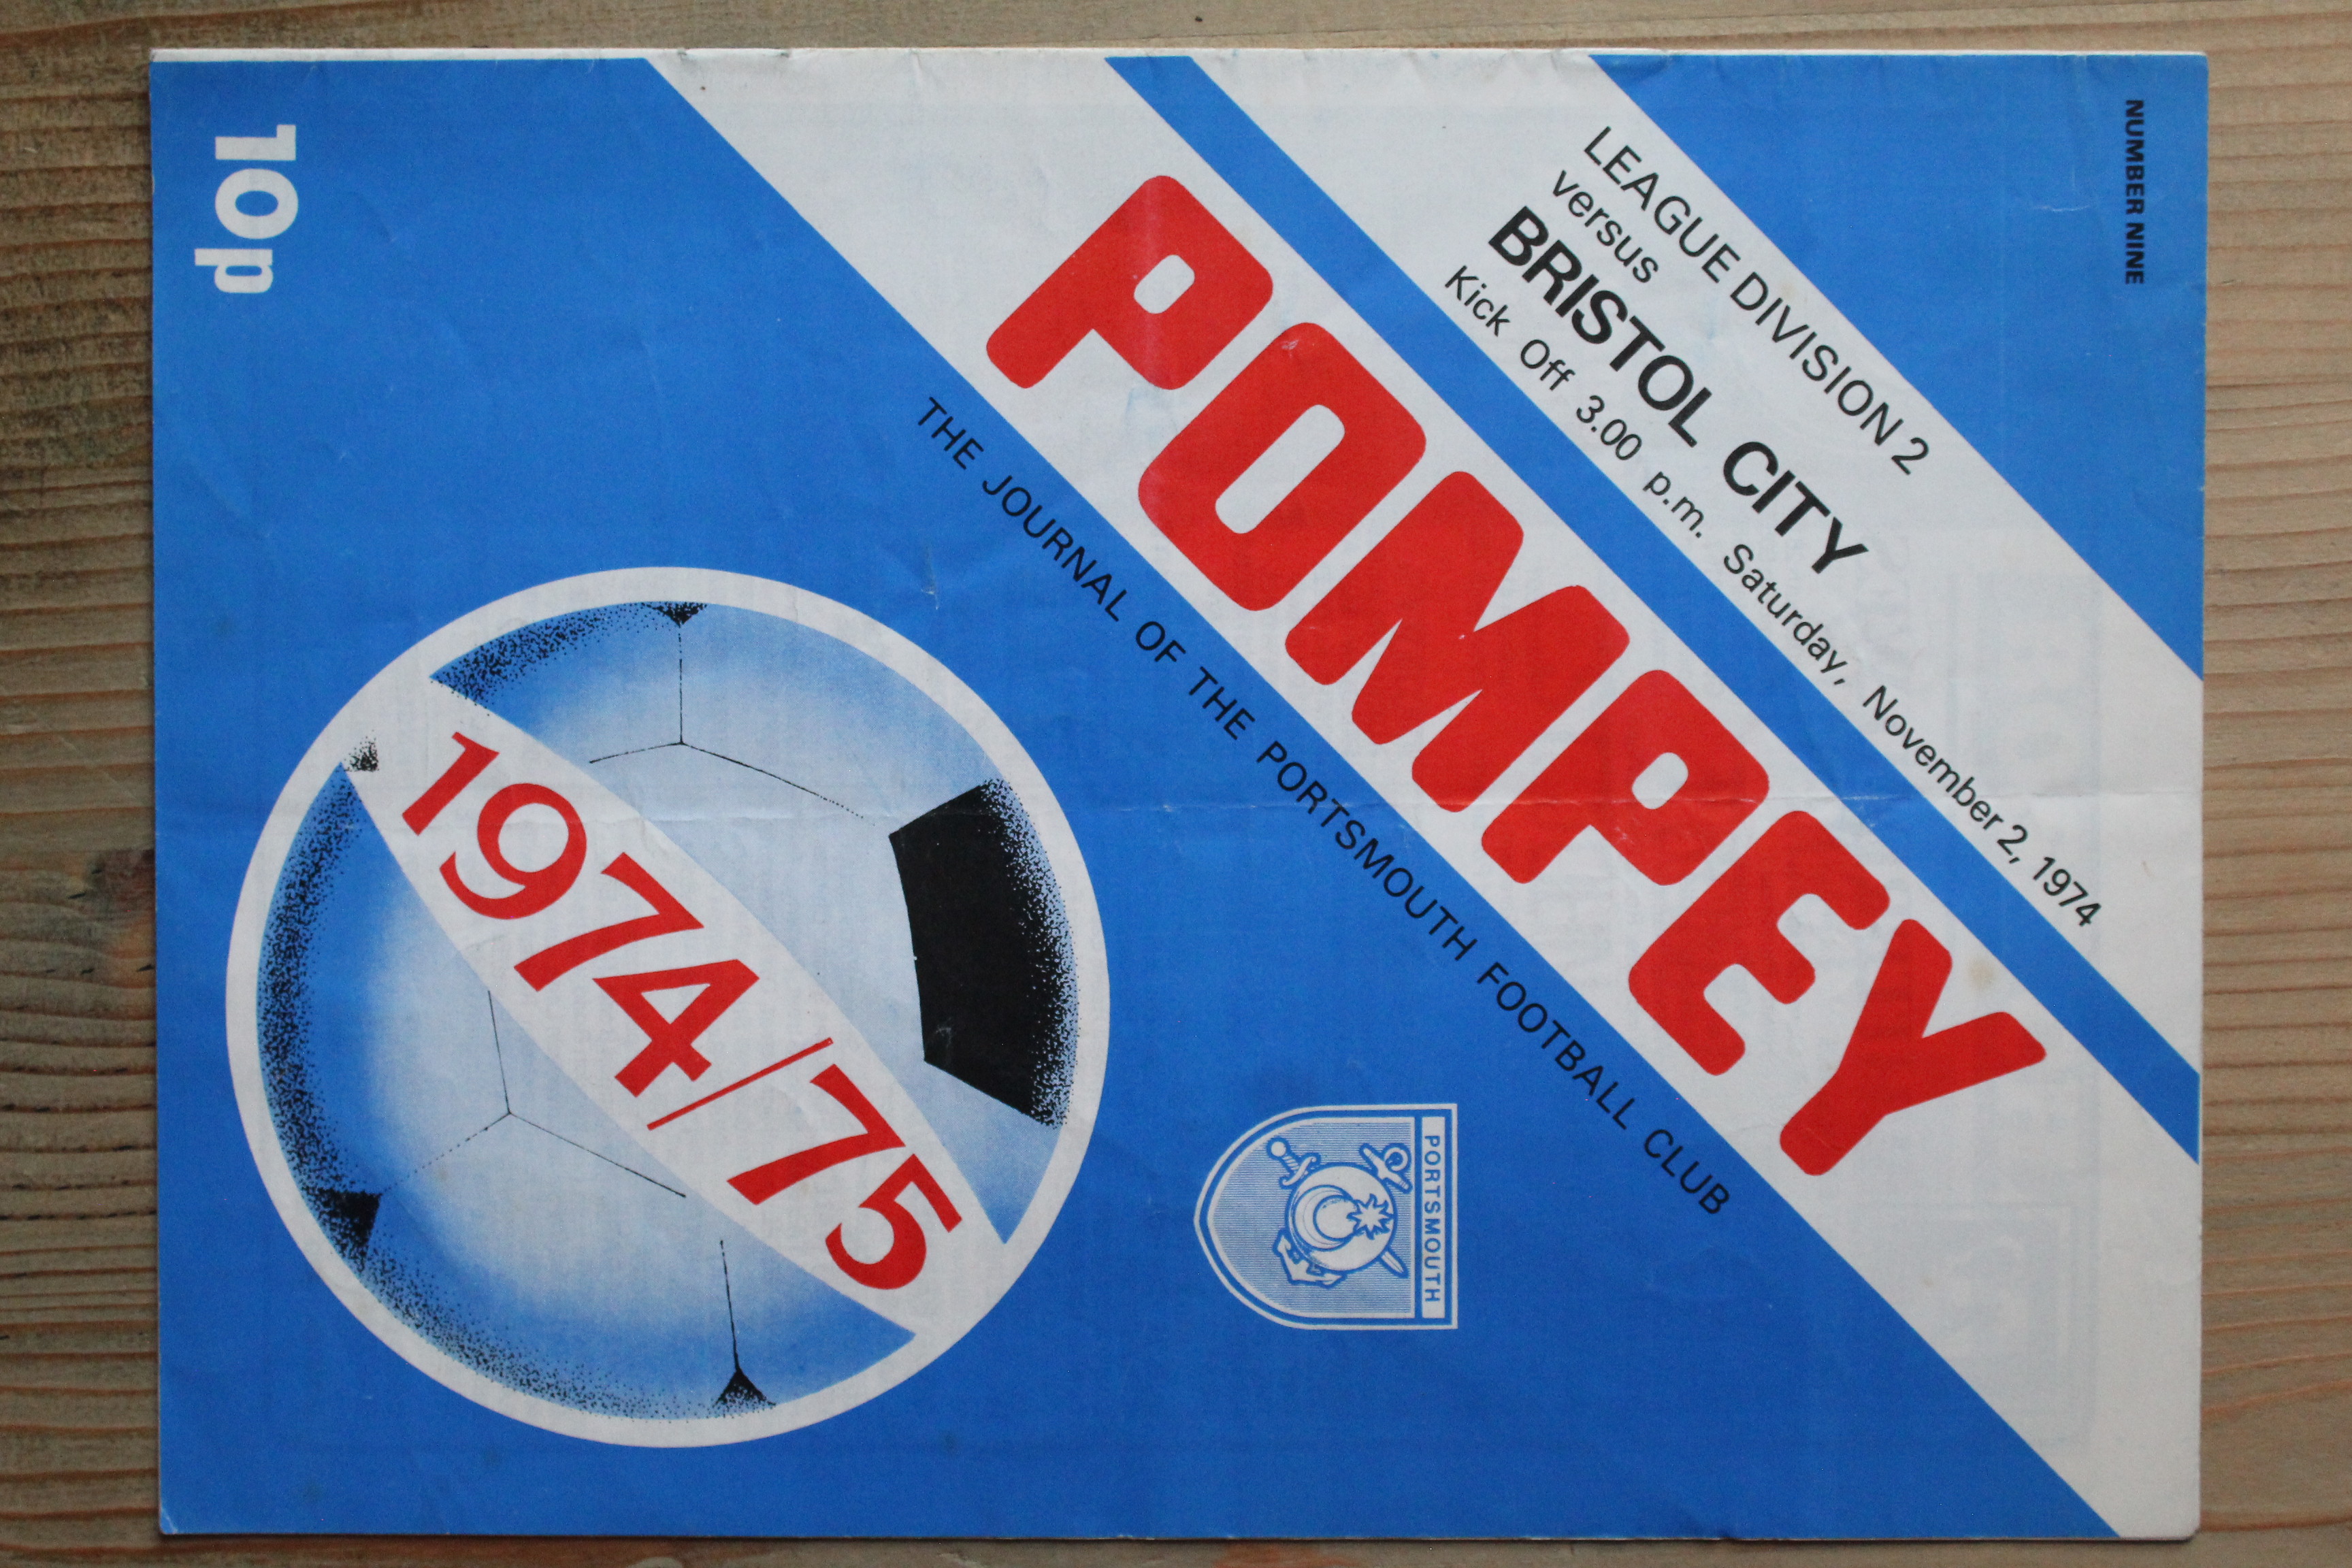 NUMBER NINE
LEAGUE DIVISION 2
versus
BRISTOL CITY
Kick Off 3.00 p.m. Saturday, November 2, 1974
POMPEY
THE JOURNAL OF THE PORTSMOUTH FOOTBALL CLUB
PORTSMOUTH
1974/75
10p